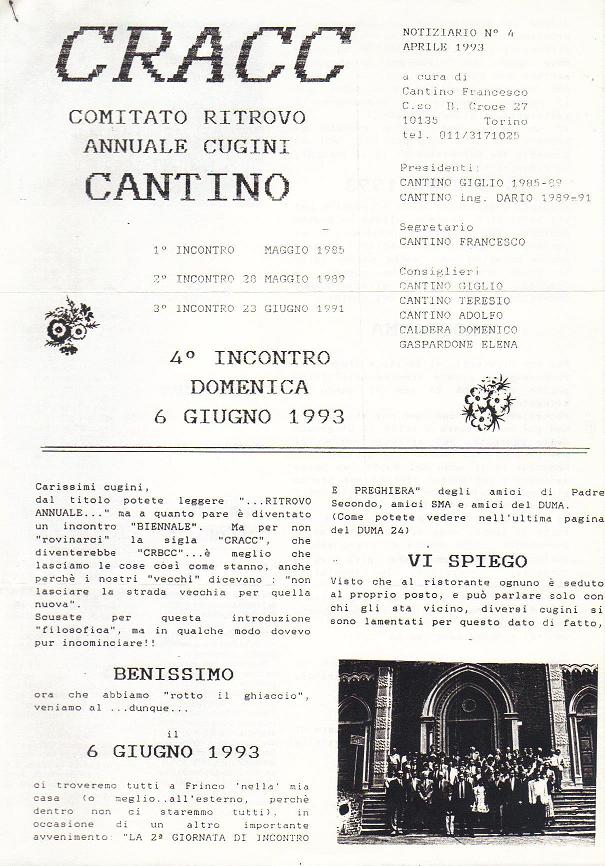 CRACC
COMITATO RITROVO
ANNUALE CUGINI
CANTINO
1° INCONTRO MAGGIO 1985
2° INCONTRO 28 MAGGIO 1989
3° INCONTRO 23 GIUGNO 1991
4° INCONTRO
DOMENICA
6 GIUGNO 1993
NOTIZIARIO N° 4
APRILE 1993
a cura di
Cantino Francesco
C.so B. Croce 27
10135 Torino
tel. 011/3171025
Presidenti:
CANTINO GIGLIO 1985-89
CANTINO ing. DARIO 1989-91
Segretario
CANTINO FRANCESCO
Consiglieri
CANTINO GIGLIO
CANTINO TERESIO
CANTINO ADOLFO
CALDERA DOMENICO
GASPARDONE ELENA
Carissimi cugini,
dal titolo potete leggere "...RITROVO
ANNUALE..." ma a quanto pare è diventato
un incontro "BIENNALE". Ma per non
"rovinarci" la sigla "CRACC", che
diventerebbe "CRBCC"...è meglio che
lasciamo le cose così come stanno, anche
perchè i nostri "vecchi" dicevano : "non
lasciare la strada vecchia per quella
nuova".
Scusate per questa introduzione
"filosofica", ma in qualche modo dovevo
pur incominciare!!
BENISSIMO
ora che abbiamo "rotto il ghiaccio",
veniamo al ...dunque...
il
6 GIUGNO 1993
ci troveremo tutti a Frinco 'nella' mia
casa (o meglio..all'esterno, perchè
dentro non ci staremmo tutti), in
occasione di un altro importante
avvenimento: "LA 2ª GIORNATA DI INCONTRO
E PREGHIERA" degli amici di Padre
Secondo, amici SMA e amici del DUMA.
(Come potete vedere nell'ultima pagina
del DUMA 24)
VI SPIEGO
Visto che al ristorante ognuno è seduto
al proprio posto, e può parlare solo con
chi gli sta vicino, diversi cugini si
sono lamentati per questo dato di fatto,